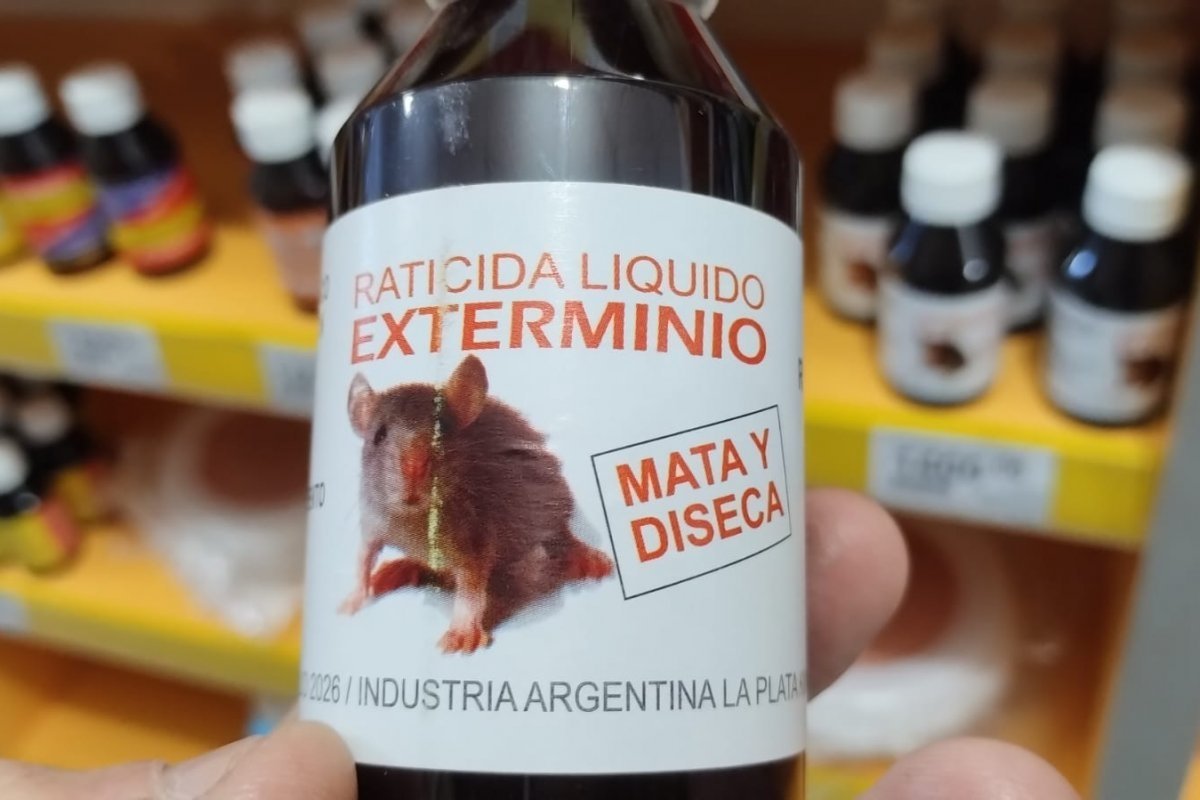 RATICIDA LIQUIDO
EXTERMINIO
MATA Y
DISECA
2026 / INDUSTRIA ARGENTINA LA PLATA